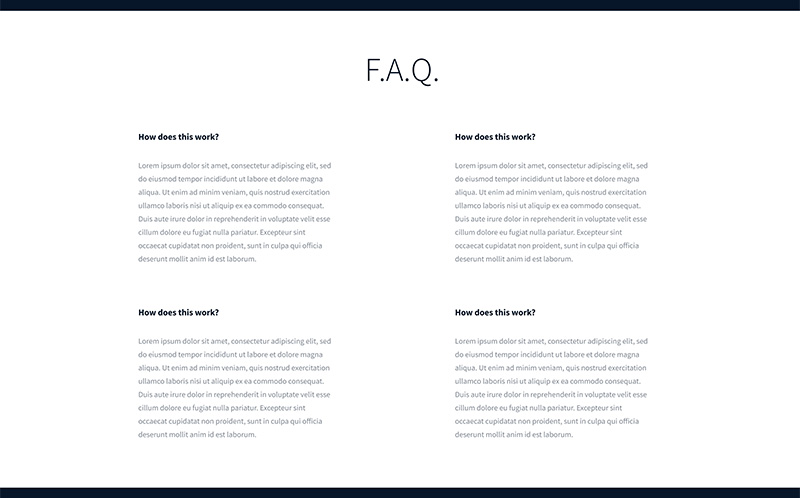 F.A.Q.
How does this work?
Lorem ipsum dolor sit amet, consectetur adipiscing elit, sed
do eiusmod tempor incididunt ut labore et dolore magna
aliqua. Ut enim ad minim veniam, quis nostrud exercitation
ullamco laboris nisi ut aliquip ex ea commodo consequat.
Duis aute irure dolor in reprehenderit in voluptate velit esse
cillum dolore eu fugiat nulla pariatur. Excepteur sint
occaecat cupidatat non proident, sunt in culpa qui officia
deserunt mollit anim id est laborum.
How does this work?
Lorem ipsum dolor sit amet, consectetur adipiscing elit, sed
do eiusmod tempor incididunt ut labore et dolore magna
aliqua. Ut enim ad minim veniam, quis nostrud exercitation
ullamco laboris nisi ut aliquip ex ea commodo consequat.
Duis aute irure dolor in reprehenderit in voluptate velit esse
cillum dolore eu fugiat nulla pariatur. Excepteur sint
occaecat cupidatat non proident, sunt in culpa qui officia
deserunt mollit anim id est laborum.
How does this work?
Lorem ipsum dolor sit amet, consectetur adipiscing elit, sed
do eiusmod tempor incididunt ut labore et dolore magna
aliqua. Ut enim ad minim veniam, quis nostrud exercitation
ullamco laboris nisi ut aliquip ex ea commodo consequat.
Duis aute irure dolor in reprehenderit in voluptate velit esse
cillum dolore eu fugiat nulla pariatur. Excepteur sint
occaecat cupidatat non proident, sunt in culpa qui officia
deserunt mollit anim id est laborum.
How does this work?
Lorem ipsum dolor sit amet, consectetur adipiscing elit, sed
do eiusmod tempor incididunt ut labore et dolore magna
aliqua. Ut enim ad minim veniam, quis nostrud exercitation
ullamco laboris nisi ut aliquip ex ea commodo consequat.
Duis aute irure dolor in reprehenderit in voluptate velit esse
cillum dolore eu fugiat nulla pariatur. Excepteur sint
occaecat cupidatat non proident, sunt in culpa qui officia
deserunt mollit anim id est laborum.